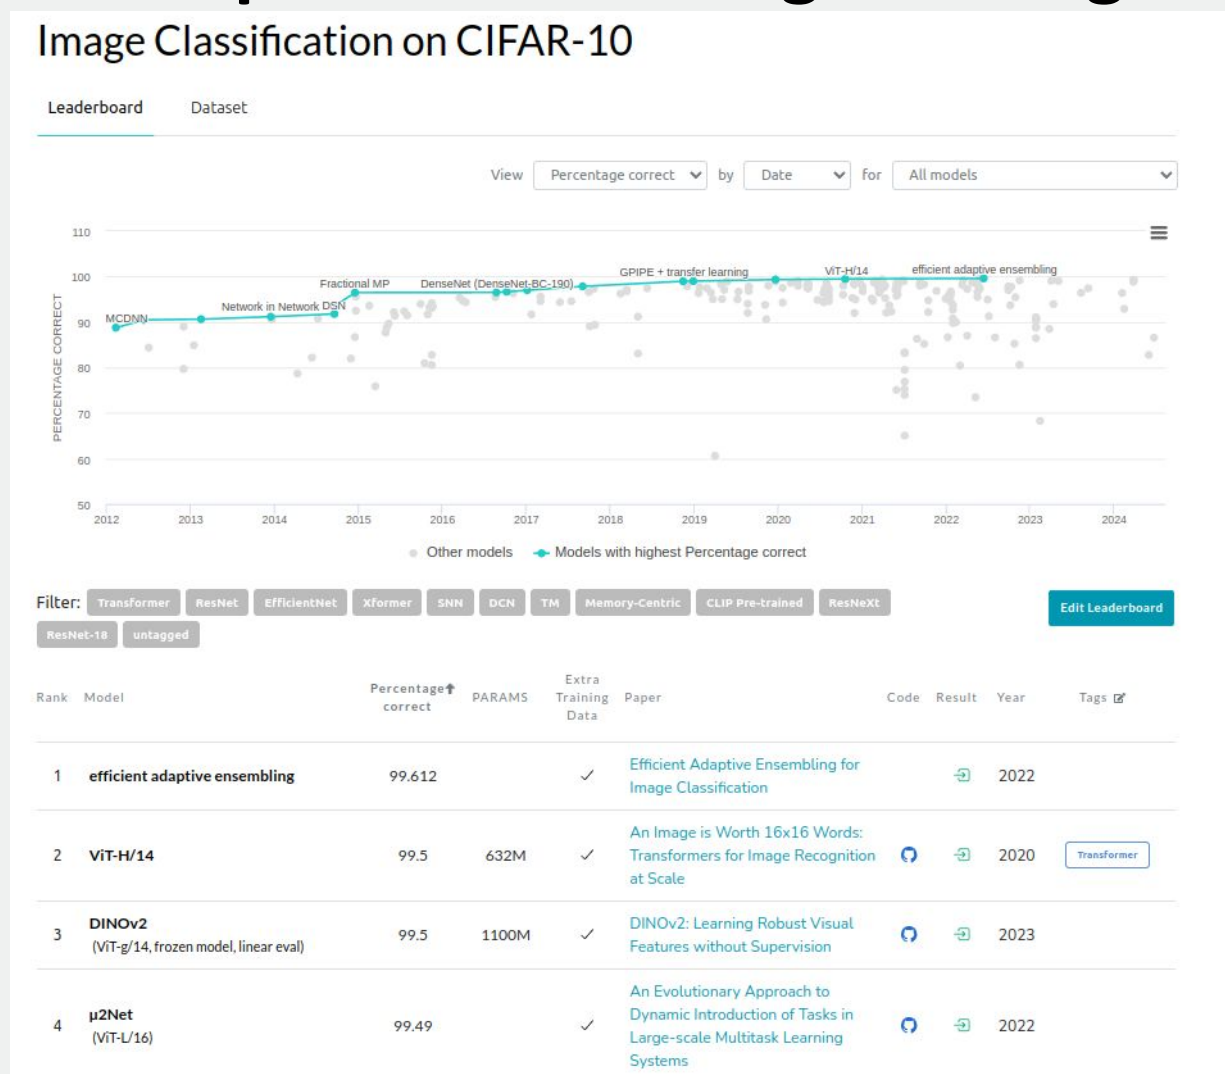 Image Classification on CIFAR-10
Leaderboard Dataset
View Percentage correct by Date for All models
110
100
90
80
70
60
50
PERCENTAGE CORRECT
MCDNN
Network in Network
DSN
Fractional MP
DenseNet (DenseNet-BC-190)
GPIPE + transfer learning
ViT-H/14
efficient adaptive ensembling
2012 2013 2014 2015 2016 2017 2018 2019 2020 2021 2022 2023 2024
Other models Models with highest Percentage correct
Filter: Transformer ResNet EfficientNet Xformer SNN DCN TM Memory-Centric CLIP Pre-trained ResNeXt
ResNet-18 untagged
Edit Leaderboard
Rank Model Percentage correct PARAMS Extra Training Data Paper Code Result Year Tags
1 efficient adaptive ensembling 99.612 ✓ Efficient Adaptive Ensembling for
Image Classification 2022
2 ViT-H/14 99.5 632M ✓ An Image is Worth 16x16 Words:
Transformers for Image Recognition
at Scale 2020 Transformer
3 DINOv2
(ViT-g/14, frozen model, linear eval) 99.5 1100M ✓ DINOv2: Learning Robust Visual
Features without Supervision 2023
4 µ2Net
(ViT-L/16) 99.49 ✓ An Evolutionary Approach to
Dynamic Introduction of Tasks in
Large-scale Multitask Learning
Systems 2022